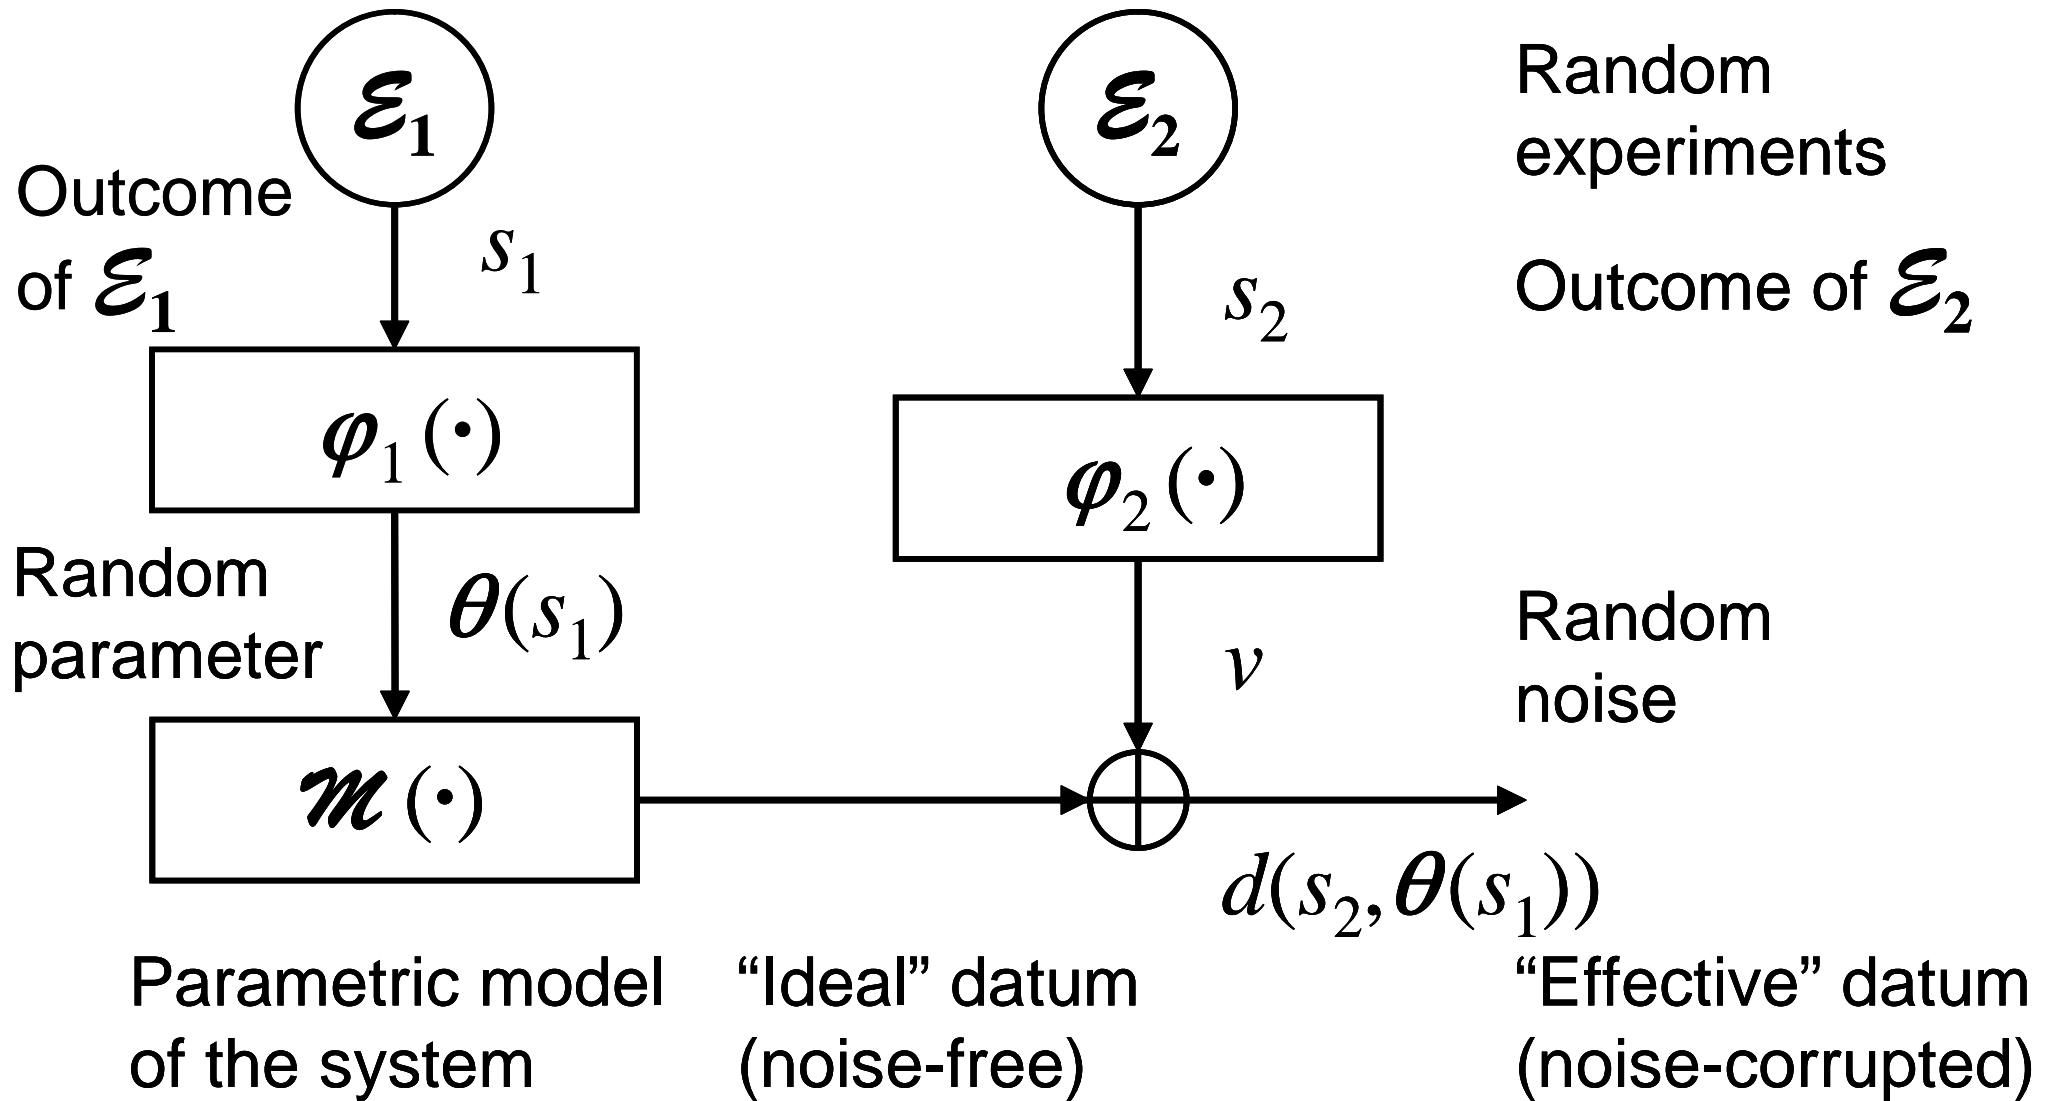 ℰ₁
ℰ₂
Random
experiments
Outcome
of ℰ₁
s₁
s₂
Outcome of ℰ₂
φ₁(·)
φ₂(·)
Random
parameter
θ(s₁)
v
Random
noise
ℳ(·)
d(s₂,θ(s₁))
Parametric model
of the system
“Ideal” datum
(noise-free)
“Effective” datum
(noise-corrupted)